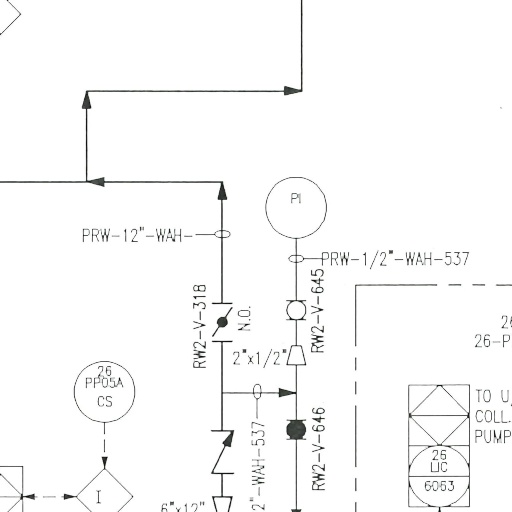 PI
PRW-12"-WAH-
PRW-1/2"-WAH-537
RW2-V-318
N.O.
RW2-V-645
26-P
2"x1/2"
26
PP05A
CS
TO U
COLL.
PUMP
RW2-V-646
2"-WAH-537
26
LIC
6063
I
6"x12"